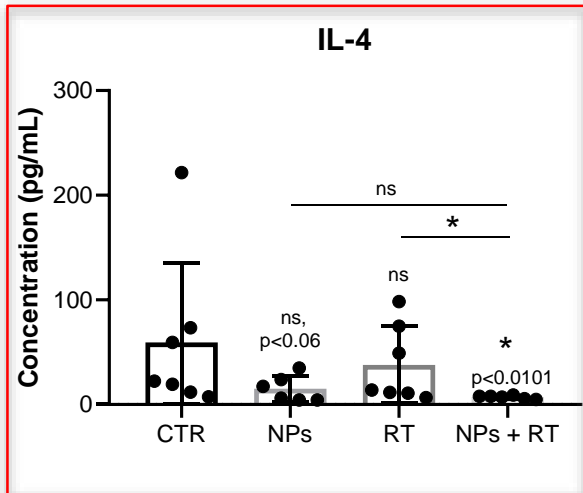 IL-4
Concentration (pg/mL)
300
200
100
0
ns
*
ns
ns,
p<0.06
*
p<0.0101
CTR
NPs
RT
NPs + RT